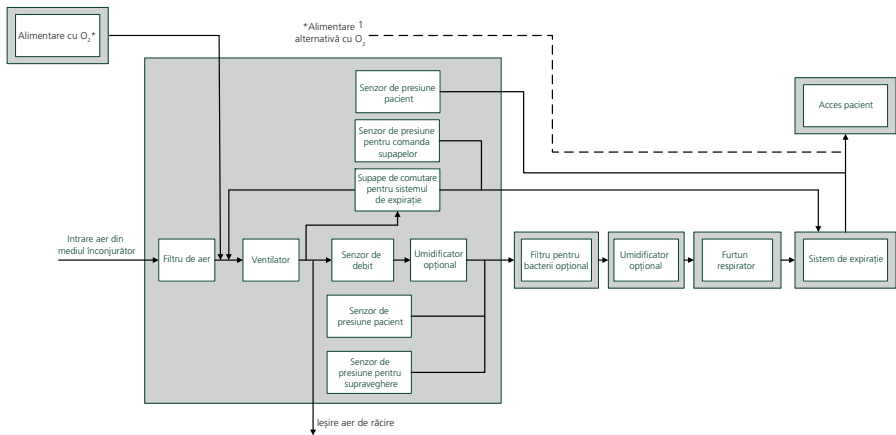 Alimentare cu O₂*
*Alimentare 1
alternativă cu O₂
Senzor de presiune
pacient
Acces pacient
Senzor de presiune
pentru comanda
supapelor
Supape de comutare
pentru sistemul
de expirație
Intrare aer din
mediul înconjurător
Filtru de aer
Ventilator
Senzor de
debit
Umidificator
opțional
Filtru pentru
bacterii opțional
Umidificator
opțional
Furtun
respirator
Sistem de expirație
Senzor de
presiune pacient
Senzor de
presiune pentru
supraveghere
Ieșire aer de răcire